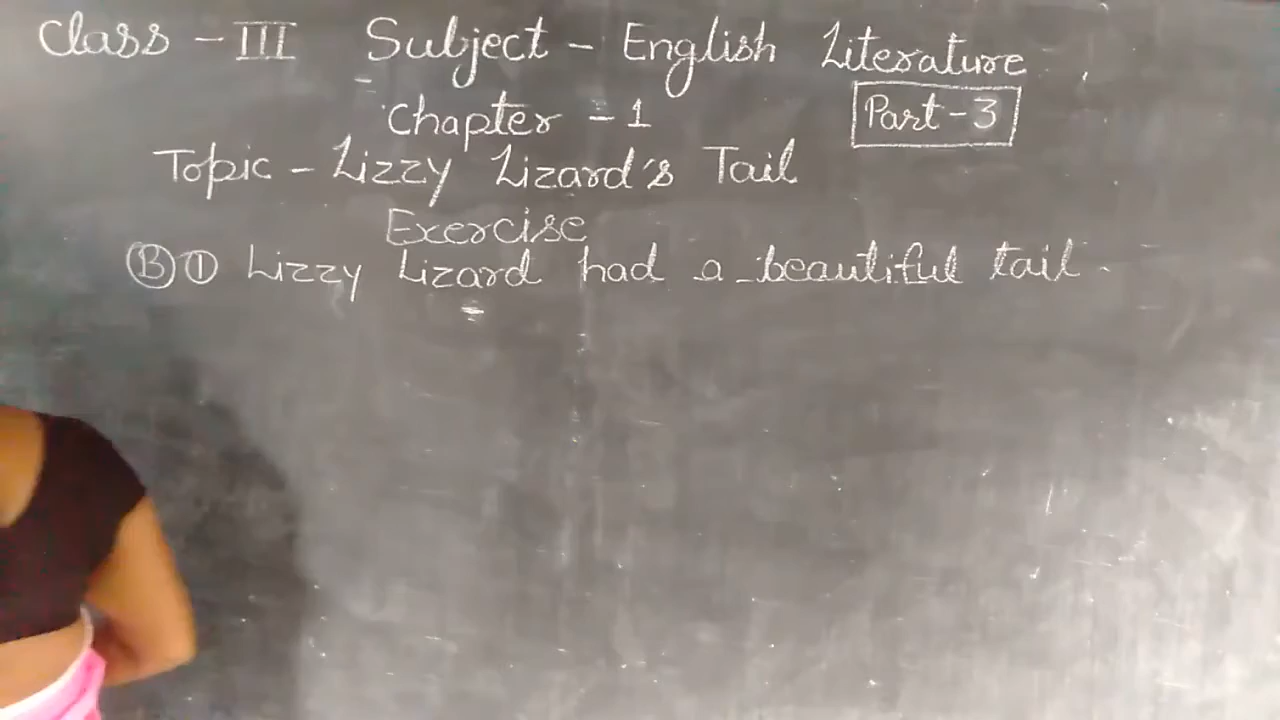 Class - III Subject - English Literature
Chapter - 1 Part - 3
Topic - Lizzy Lizard's Tail
Exercise
B 1 Lizzy Lizard had a beautiful tail.